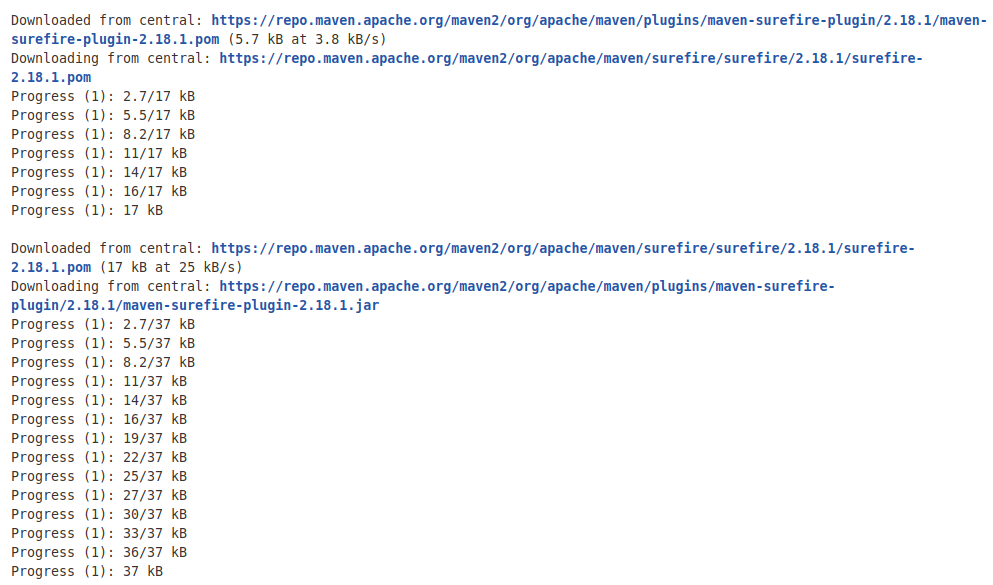 Downloaded from central: https://repo.maven.apache.org/maven2/org/apache/maven/plugins/maven-surefire-plugin/2.18.1/maven-
surefire-plugin-2.18.1.pom (5.7 kB at 3.8 kB/s)
Downloading from central: https://repo.maven.apache.org/maven2/org/apache/maven/surefire/surefire/2.18.1/surefire-
2.18.1.pom
Progress (1): 2.7/17 kB
Progress (1): 5.5/17 kB
Progress (1): 8.2/17 kB
Progress (1): 11/17 kB
Progress (1): 14/17 kB
Progress (1): 16/17 kB
Progress (1): 17 kB
Downloaded from central: https://repo.maven.apache.org/maven2/org/apache/maven/surefire/surefire/2.18.1/surefire-
2.18.1.pom (17 kB at 25 kB/s)
Downloading from central: https://repo.maven.apache.org/maven2/org/apache/maven/plugins/maven-surefire-
plugin/2.18.1/maven-surefire-plugin-2.18.1.jar
Progress (1): 2.7/37 kB
Progress (1): 5.5/37 kB
Progress (1): 8.2/37 kB
Progress (1): 11/37 kB
Progress (1): 14/37 kB
Progress (1): 16/37 kB
Progress (1): 19/37 kB
Progress (1): 22/37 kB
Progress (1): 25/37 kB
Progress (1): 27/37 kB
Progress (1): 30/37 kB
Progress (1): 33/37 kB
Progress (1): 36/37 kB
Progress (1): 37 kB